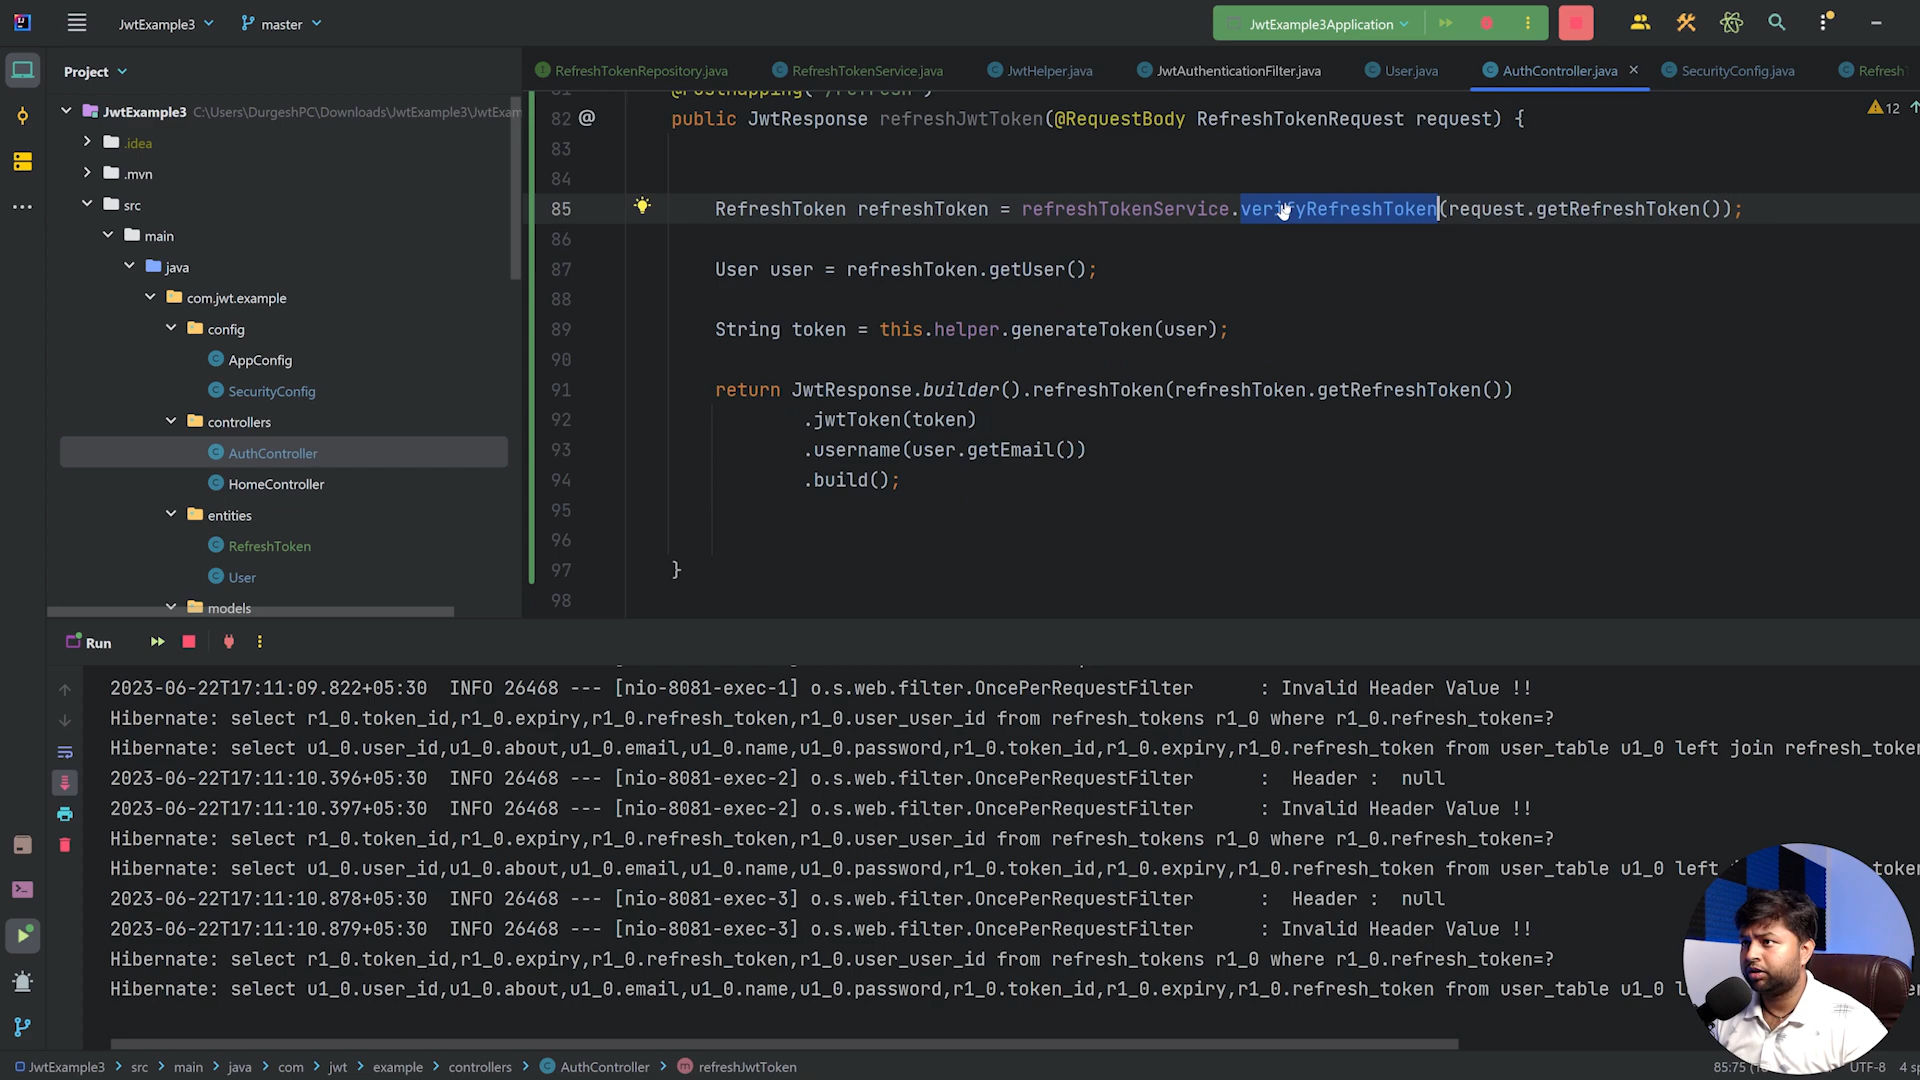 JwtExample3
master
JwtExample3Application
Project
RefreshTokenRepository.java
RefreshTokenService.java
JwtHelper.java
JwtAuthenticationFilter.java
User.java
AuthController.java
SecurityConfig.java
RefreshT
JwtExample3 C:\Users\DurgeshPC\Downloads\JwtExample3\JwtExam
.idea
.mvn
src
main
java
com.jwt.example
config
AppConfig
SecurityConfig
controllers
AuthController
HomeController
entities
RefreshToken
User
models
12
82 @ public JwtResponse refreshJwtToken(@RequestBody RefreshTokenRequest request) {
83
84
85 RefreshToken refreshToken = refreshTokenService.verifyRefreshToken(request.getRefreshToken());
86
87 User user = refreshToken.getUser();
88
89 String token = this.helper.generateToken(user);
90
91 return JwtResponse.builder().refreshToken(refreshToken.getRefreshToken())
92 .jwtToken(token)
93 .username(user.getEmail())
94 .build();
95
96
97 }
98
Run
2023-06-22T17:11:09.822+05:30 INFO 26468 --- [nio-8081-exec-1] o.s.web.filter.OncePerRequestFilter : Invalid Header Value !!
Hibernate: select r1_0.token_id,r1_0.expiry,r1_0.refresh_token,r1_0.user_user_id from refresh_tokens r1_0 where r1_0.refresh_token=?
Hibernate: select u1_0.user_id,u1_0.about,u1_0.email,u1_0.name,u1_0.password,r1_0.token_id,r1_0.expiry,r1_0.refresh_token from user_table u1_0 left join refresh_token
2023-06-22T17:11:10.396+05:30 INFO 26468 --- [nio-8081-exec-2] o.s.web.filter.OncePerRequestFilter : Header : null
2023-06-22T17:11:10.397+05:30 INFO 26468 --- [nio-8081-exec-2] o.s.web.filter.OncePerRequestFilter : Invalid Header Value !!
Hibernate: select r1_0.token_id,r1_0.expiry,r1_0.refresh_token,r1_0.user_user_id from refresh_tokens r1_0 where r1_0.refresh_token=?
Hibernate: select u1_0.user_id,u1_0.about,u1_0.email,u1_0.name,u1_0.password,r1_0.token_id,r1_0.expiry,r1_0.refresh_token from user_table u1_0 left
2023-06-22T17:11:10.878+05:30 INFO 26468 --- [nio-8081-exec-3] o.s.web.filter.OncePerRequestFilter : Header : null
2023-06-22T17:11:10.879+05:30 INFO 26468 --- [nio-8081-exec-3] o.s.web.filter.OncePerRequestFilter : Invalid Header Value !!
Hibernate: select r1_0.token_id,r1_0.expiry,r1_0.refresh_token,r1_0.user_user_id from refresh_tokens r1_0 where r1_0.refresh_token=?
Hibernate: select u1_0.user_id,u1_0.about,u1_0.email,u1_0.name,u1_0.password,r1_0.token_id,r1_0.expiry,r1_0.refresh_token from user_table u1_0
JwtExample3 > src > main > java > com > jwt > example > controllers > AuthController > refreshJwtToken
85:75
UTF-8